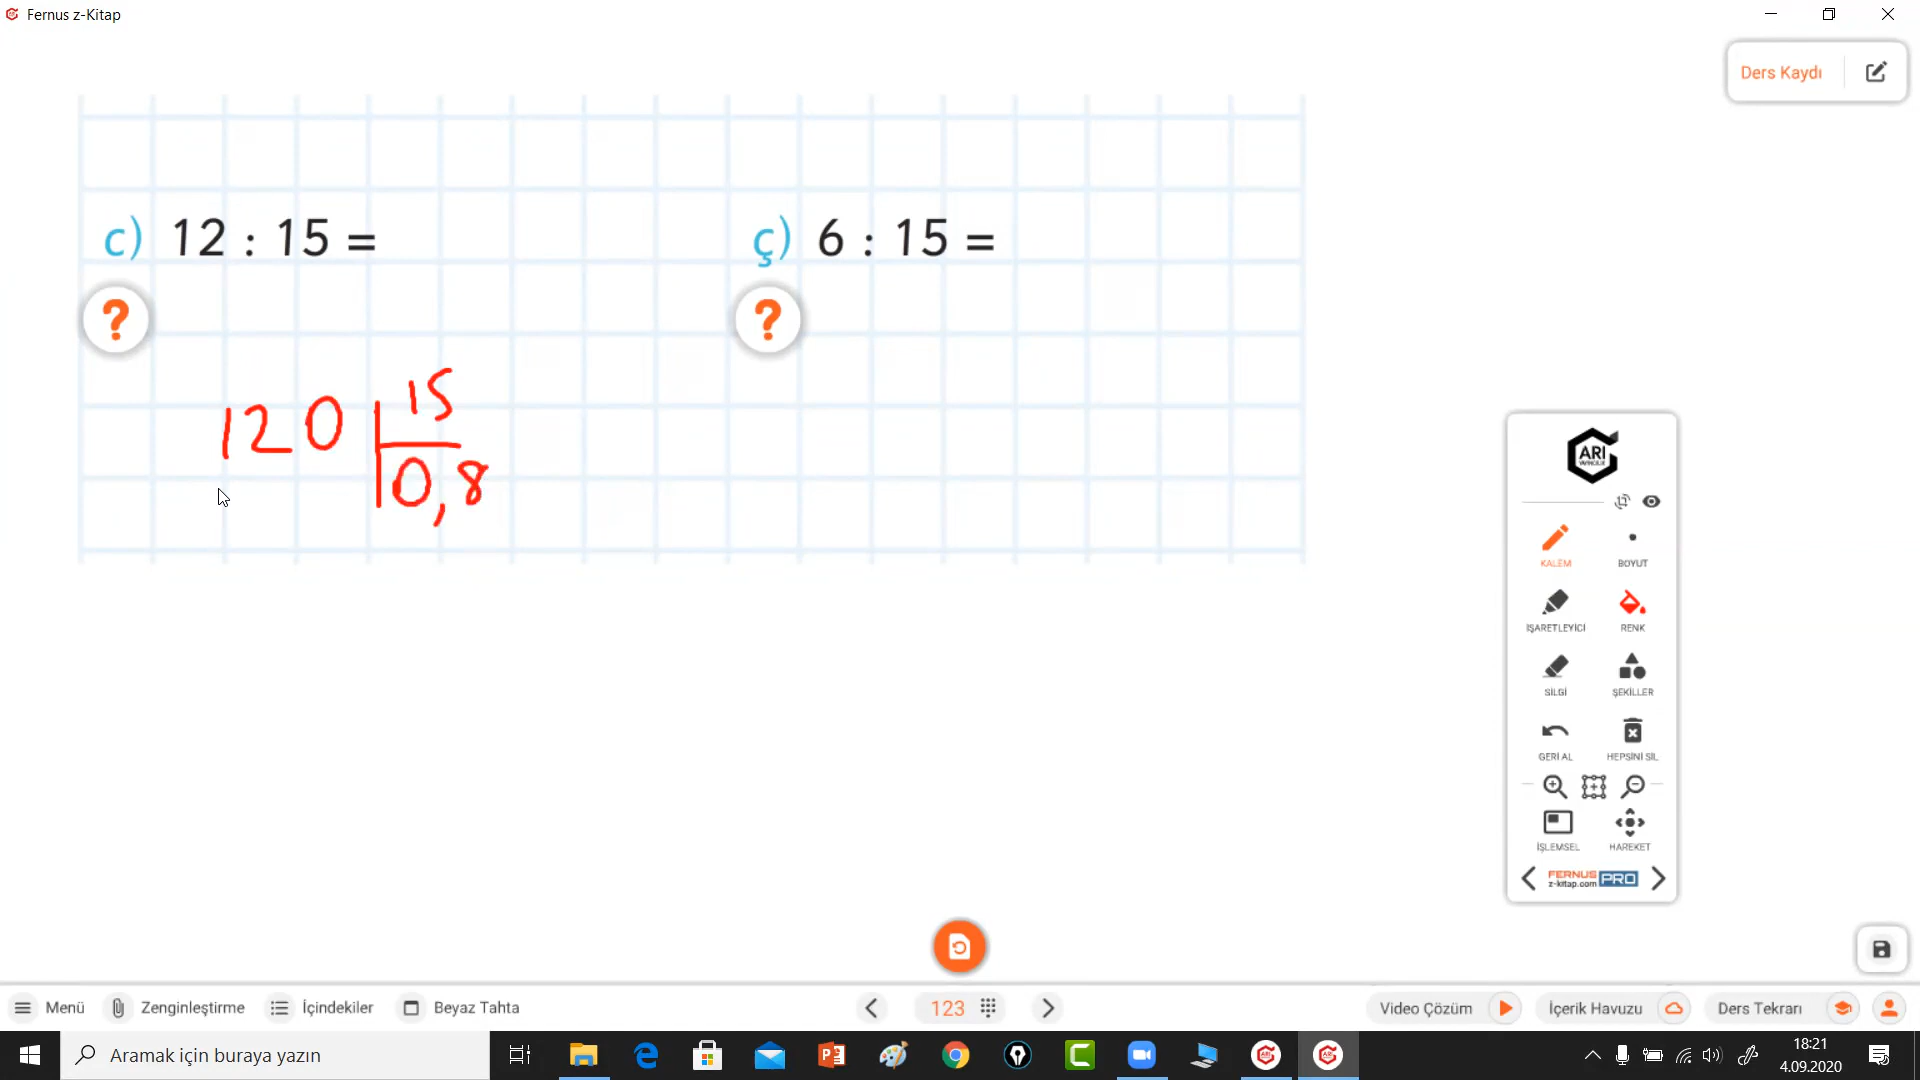 Fernus z-Kitap
Ders Kaydı
c) 12 : 15 =
ç) 6 : 15 =
?
?
120 15
0,8
ARI
YAYINCILIK
KALEM
BOYUT
İŞARETLEYİCİ
RENK
SİLGİ
ŞEKİLLER
GERİ AL
HEPSİNİ SİL
İŞLEMSEL
HAREKET
FERNUS
z-kitap.com PRO
Menü
Zenginleştirme
İçindekiler
Beyaz Tahta
123
Video Çözüm
İçerik Havuzu
Ders Tekrarı
Aramak için buraya yazın
18:21
4.09.2020